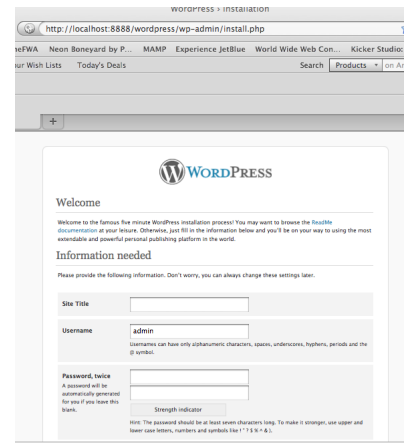 WordPress › Installation
http://localhost:8888/wordpress/wp-admin/install.php
neFWA Neon Boneyard by P... MAMP Experience JetBlue World Wide Web Con... Kicker Studio:
ur Wish Lists Today's Deals Search Products on Am
+
WORDPRESS
Welcome
Welcome to the famous five minute WordPress installation process! You may want to browse the ReadMe
documentation at your leisure. Otherwise, just fill in the information below and you'll be on your way to using the most
extendable and powerful personal publishing platform in the world.
Information needed
Please provide the following information. Don't worry, you can always change these settings later.
Site Title
Username admin
Usernames can have only alphanumeric characters, spaces, underscores, hyphens, periods and the
@ symbol.
Password, twice
A password will be
automatically generated
for you if you leave this
blank.
Strength indicator
Hint: The password should be at least seven characters long. To make it stronger, use upper and
lower case letters, numbers and symbols like ! " ? $ % ^ & ).